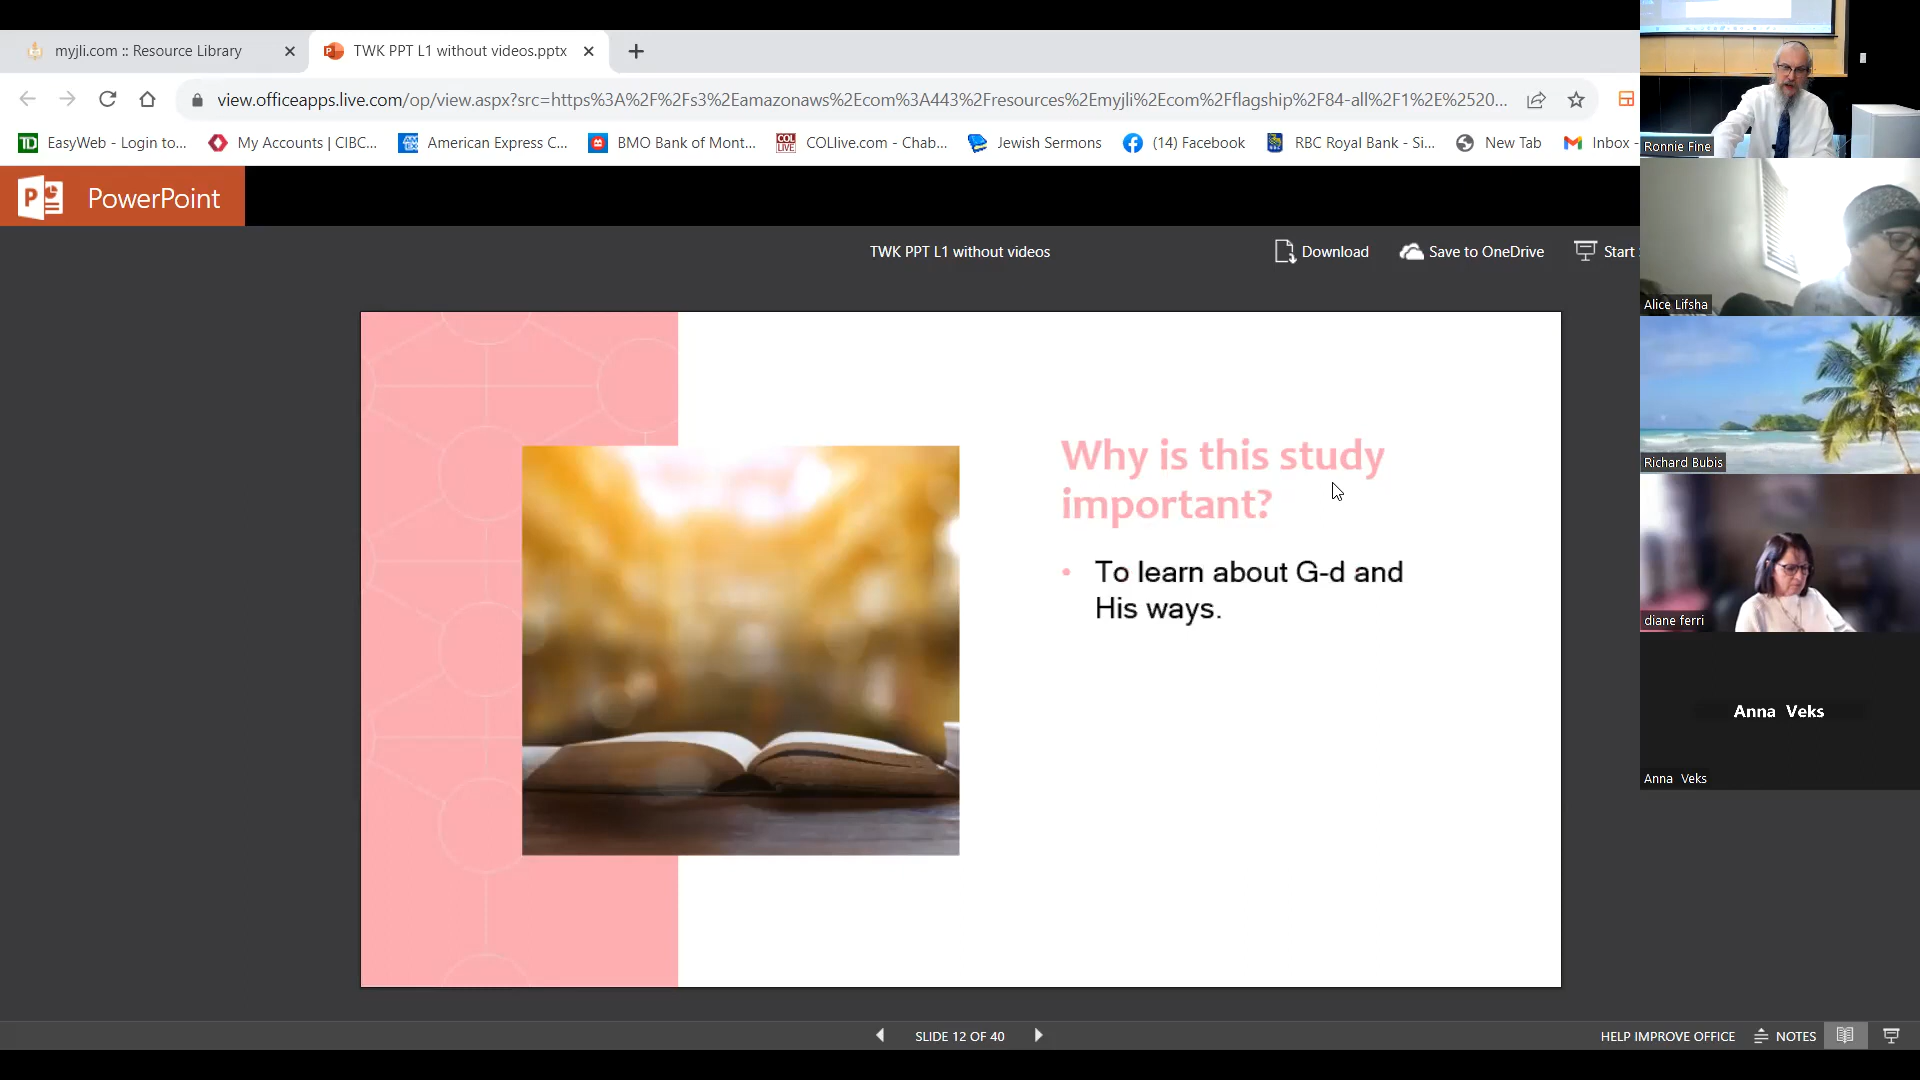 myjli.com :: Resource Library
TWK PPT L1 without videos.pptx
view.officeapps.live.com/op/view.aspx?src=https%3A%2F%2Fs3%2Eamazonaws%2Ecom%3A443%2Fresources%2Emyjli%2Ecom%2Fflagship%2F84-all%2F1%2E%2520...
EasyWeb - Login to...
My Accounts | CIBC...
American Express C...
BMO Bank of Mont...
COLlive.com - Chab...
Jewish Sermons
(14) Facebook
RBC Royal Bank - Si...
New Tab
Inbox -
PowerPoint
TWK PPT L1 without videos
Download
Save to OneDrive
Start
Why is this study
important?
• To learn about G-d and
His ways.
SLIDE 12 OF 40
HELP IMPROVE OFFICE
NOTES
Ronnie Fine
Alice Lifsha
Richard Bubis
diane ferri
Anna Veks
Anna Veks